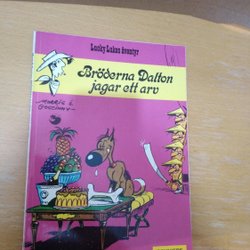 Lucky Lukes äventyr
Bröderna Dalton
jagar ett arv
MORRIS &
GOSCINNY